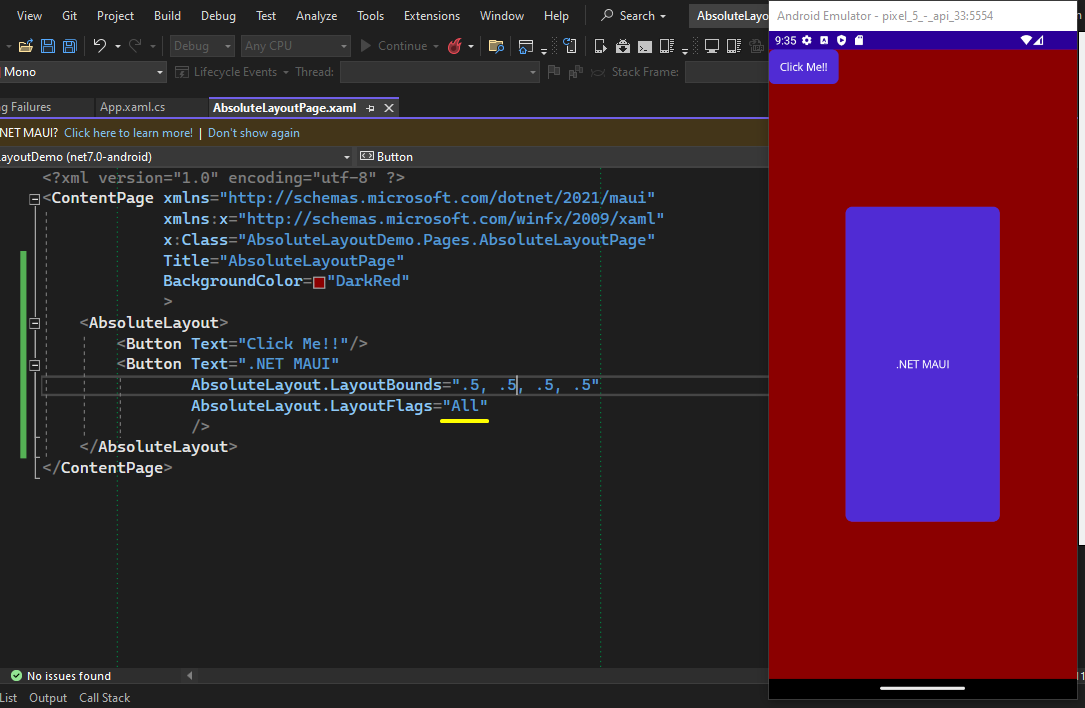 View Git Project Build Debug Test Analyze Tools Extensions Window Help Search AbsoluteLayo
Android Emulator - pixel_5_-_api_33:5554
Debug Any CPU Continue
9:35
Mono Lifecycle Events Thread: Stack Frame:
Click Me!!
g Failures App.xaml.cs AbsoluteLayoutPage.xaml
.NET MAUI? Click here to learn more! | Don't show again
ayoutDemo (net7.0-android) Button
<?xml version="1.0" encoding="utf-8" ?>
<ContentPage xmlns="http://schemas.microsoft.com/dotnet/2021/maui"
xmlns:x="http://schemas.microsoft.com/winfx/2009/xaml"
x:Class="AbsoluteLayoutDemo.Pages.AbsoluteLayoutPage"
Title="AbsoluteLayoutPage"
BackgroundColor="DarkRed"
>
<AbsoluteLayout>
<Button Text="Click Me!!"/>
<Button Text=".NET MAUI"
AbsoluteLayout.LayoutBounds=".5, .5, .5, .5"
AbsoluteLayout.LayoutFlags="All"
/>
</AbsoluteLayout>
</ContentPage>
.NET MAUI
No issues found
List Output Call Stack